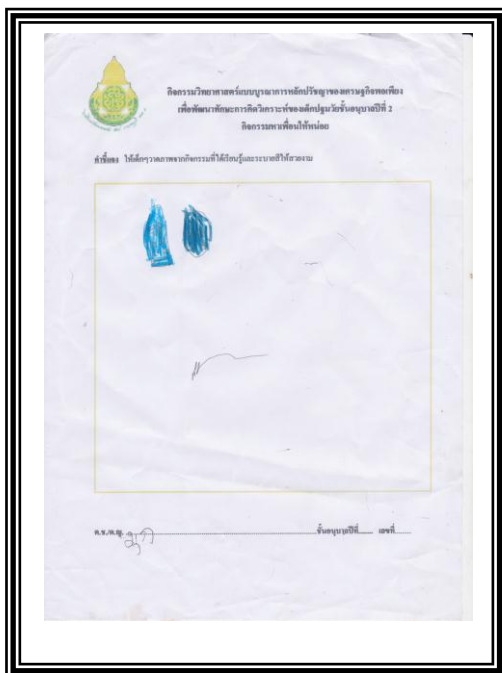 กิจกรรมวิทยาศาสตร์แบบบูรณาการหลักปรัชญาของเศรษฐกิจพอเพียง
เพื่อพัฒนาทักษะการคิดวิเคราะห์ของเด็กปฐมวัยชั้นอนุบาลปีที่ 2
กิจกรรมหาเพื่อนให้หน่อย
คำชี้แจง ให้เด็กๆวาดภาพจากกิจกรรมที่ได้เรียนรู้และระบายสีให้สวยงาม
ด.ช./ด.ญ. ชั้นอนุบาลปีที่ เลขที่